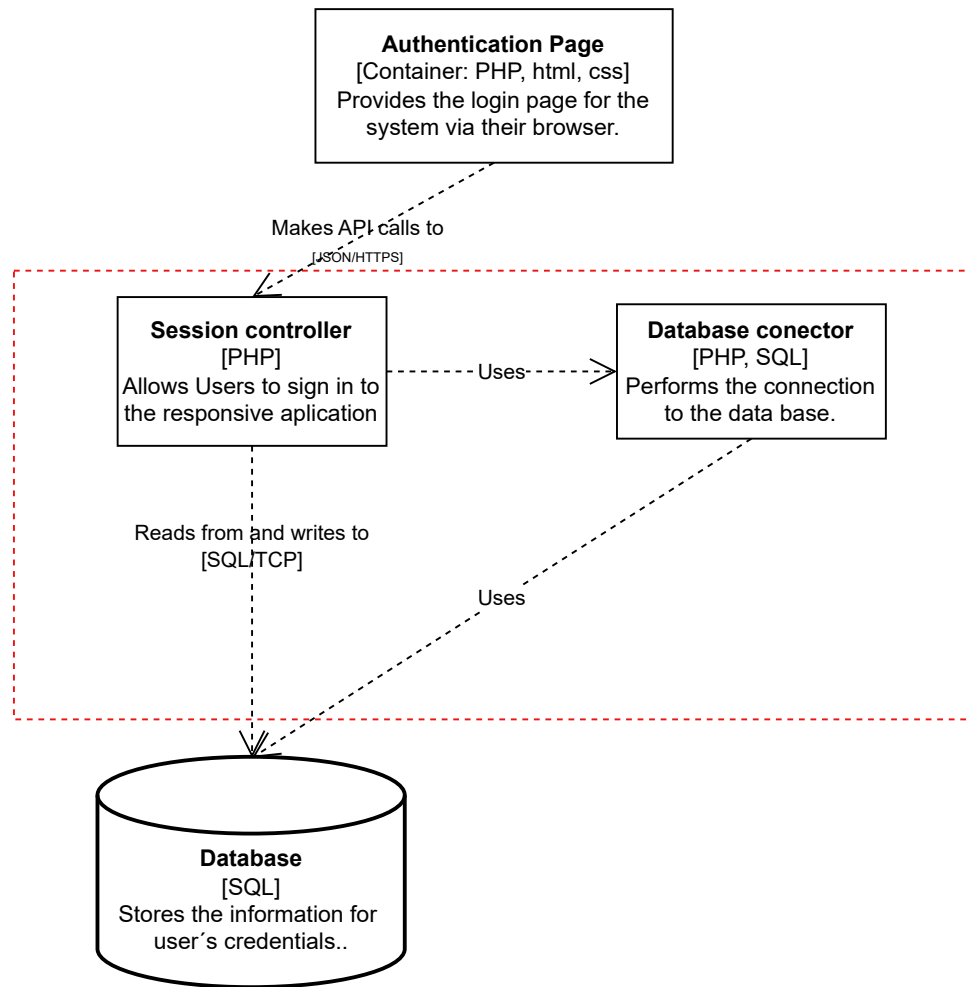 Authentication Page
[Container: PHP, html, css]
Provides the login page for the
system via their browser.
Makes API calls to
[JSON/HTTPS]
Session controller
[PHP]
Allows Users to sign in to
the responsive aplication
Uses
Database conector
[PHP, SQL]
Performs the connection
to the data base.
Reads from and writes to
[SQL/TCP]
Uses
Database
[SQL]
Stores the information for
user´s credentials..